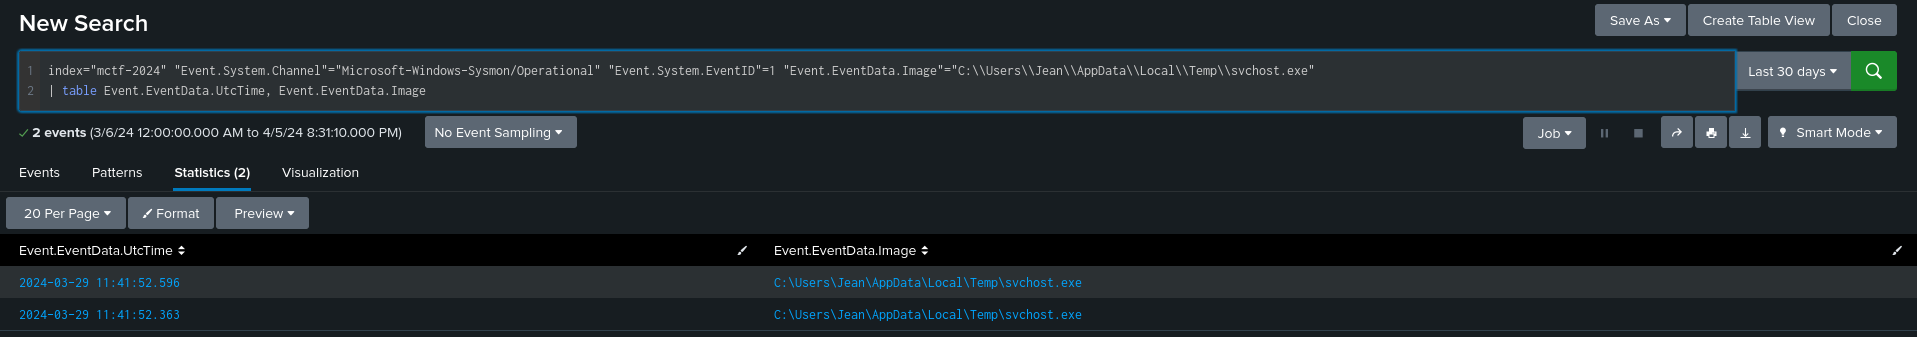 New Search
Save As
Create Table View
Close
1 index="mctf-2024" "Event.System.Channel"="Microsoft-Windows-Sysmon/Operational" "Event.System.EventID"=1 "Event.EventData.Image"="C:\\Users\\Jean\\AppData\\Local\\Temp\\svchost.exe"
2 | table Event.EventData.UtcTime, Event.EventData.Image
Last 30 days
2 events (3/6/24 12:00:00.000 AM to 4/5/24 8:31:10.000 PM)
No Event Sampling
Job
Smart Mode
Events
Patterns
Statistics (2)
Visualization
20 Per Page
Format
Preview
Event.EventData.UtcTime
Event.EventData.Image
2024-03-29 11:41:52.596
C:\Users\Jean\AppData\Local\Temp\svchost.exe
2024-03-29 11:41:52.363
C:\Users\Jean\AppData\Local\Temp\svchost.exe